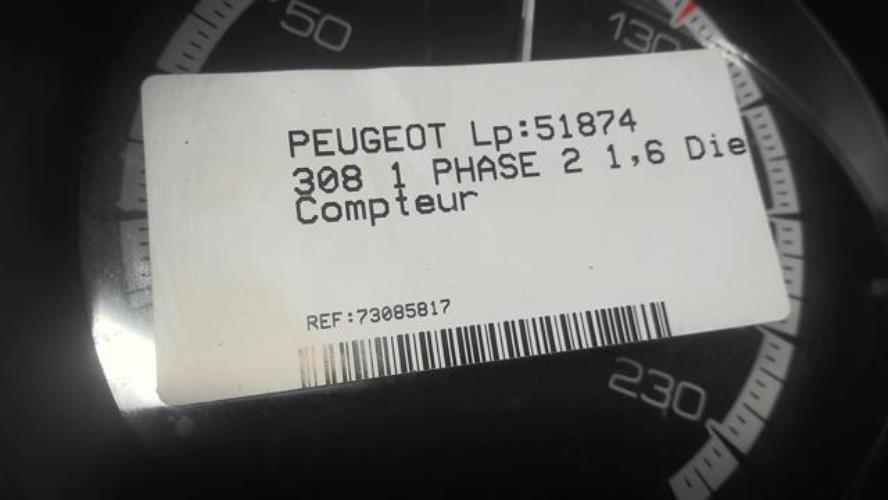 50
130
PEUGEOT Lp:51874
308 1 PHASE 2 1,6 Die
Compteur
REF:73085817
230